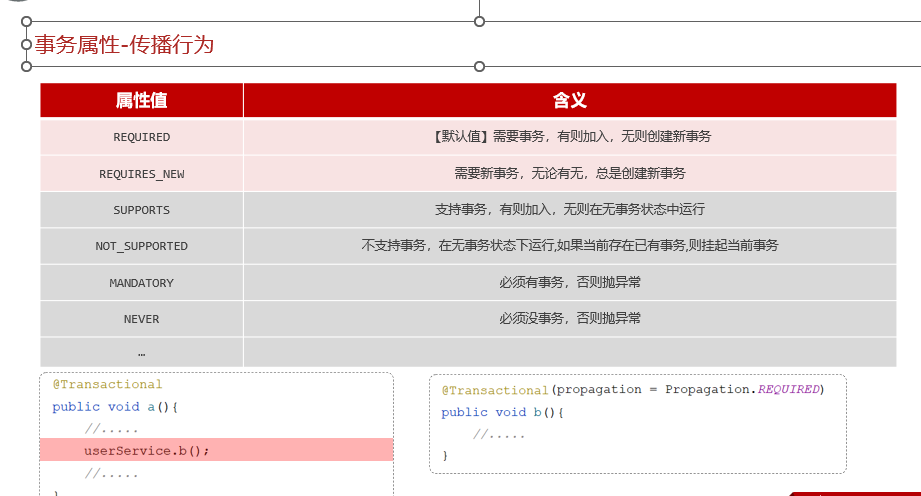 事务属性-传播行为
属性值 含义
REQUIRED 【默认值】需要事务，有则加入，无则创建新事务
REQUIRES_NEW 需要新事务，无论有无，总是创建新事务
SUPPORTS 支持事务，有则加入，无则在无事务状态中运行
NOT_SUPPORTED 不支持事务，在无事务状态下运行,如果当前存在已有事务,则挂起当前事务
MANDATORY 必须有事务，否则抛异常
NEVER 必须没事务，否则抛异常
…
@Transactional
public void a(){
//.....
userService.b();
//.....
}
@Transactional(propagation = Propagation.REQUIRED)
public void b(){
//.....
}